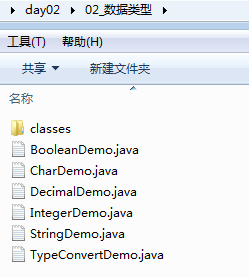 day02 ▸ 02_数据类型
工具(T) 帮助(H)
共享 新建文件夹
名称
classes
BooleanDemo.java
CharDemo.java
DecimalDemo.java
IntegerDemo.java
StringDemo.java
TypeConvertDemo.java